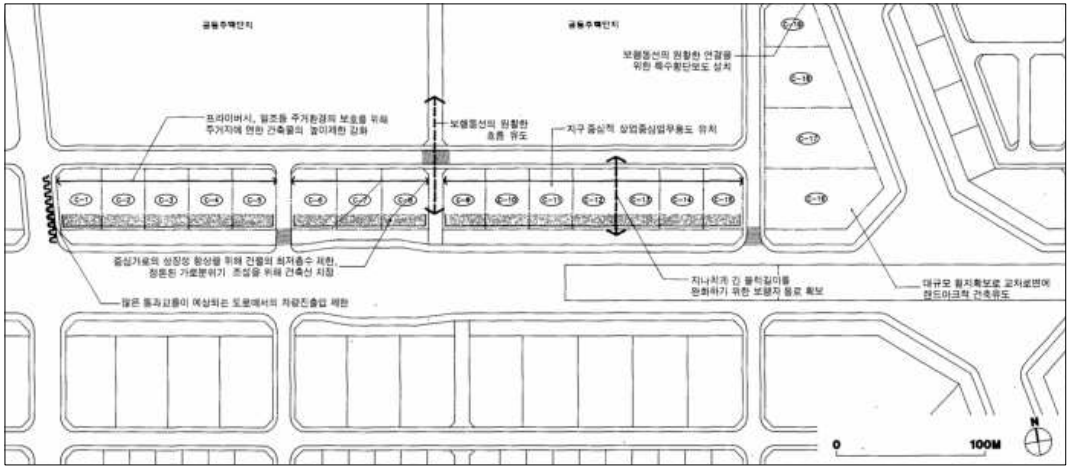 공동주택단지
공동주택단지
C-19
보행동선의 원활한 연결을
위한 특수횡단보도 설치
C-18
프라이버시, 일조등 주거환경의 보호를 위해
주거지에 면한 건축물의 높이제한 강화
보행동선의 원활한
흐름 유도
지구 중심적 상업중심업무용도 유치
C-17
C-1
C-2
C-3
C-4
C-5
C-6
C-7
C-8
C-9
C-10
C-11
C-12
C-13
C-14
C-15
C-16
중심가로의 상징성 향상을 위해 건물의 최저층수 제한,
정돈된 가로분위기 조성을 위해 건축선 지정
지나치게 긴 블럭길이를
완화하기 위한 보행자 통로 확보
대규모 필지확보로 교차로변에
랜드마크적 건축유도
많은 통과교통이 예상되는 도로에서의 차량진출입 제한
N
0
100M